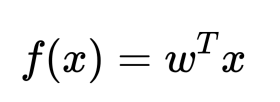 f(x) = w^T x